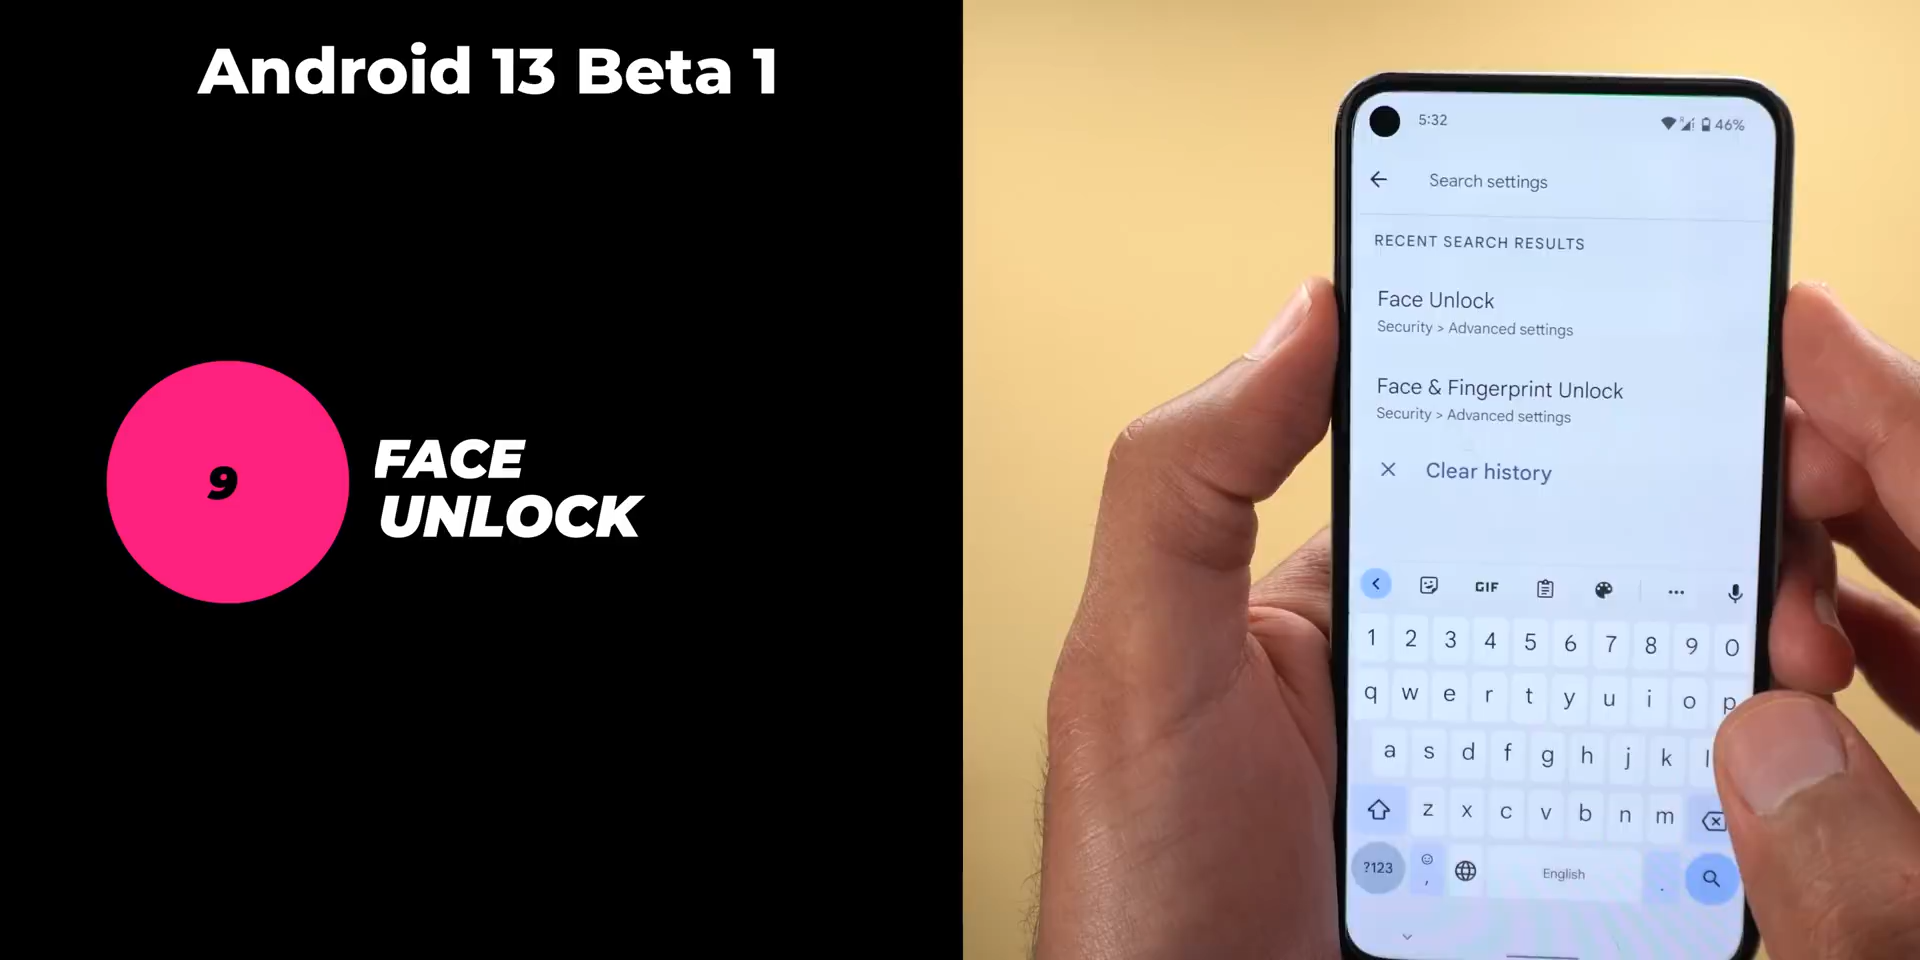 Android 13 Beta 1
9
FACE
UNLOCK
5:32
46%
Search settings
RECENT SEARCH RESULTS
Face Unlock
Security > Advanced settings
Face & Fingerprint Unlock
Security > Advanced settings
Clear history
GIF
1 2 3 4 5 6 7 8 9 0
q w e r t y u i o p
a s d f g h j k l
z x c v b n m
?123 , English .